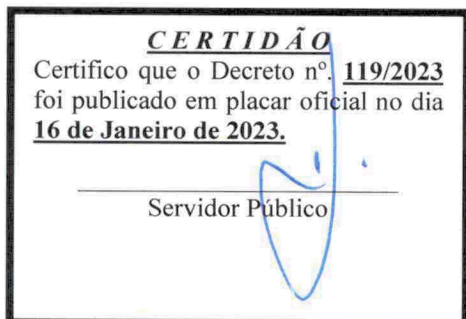 CERTIDÃO
Certifico que o Decreto nº. 119/2023
foi publicado em placar oficial no dia
16 de Janeiro de 2023.
Servidor Público